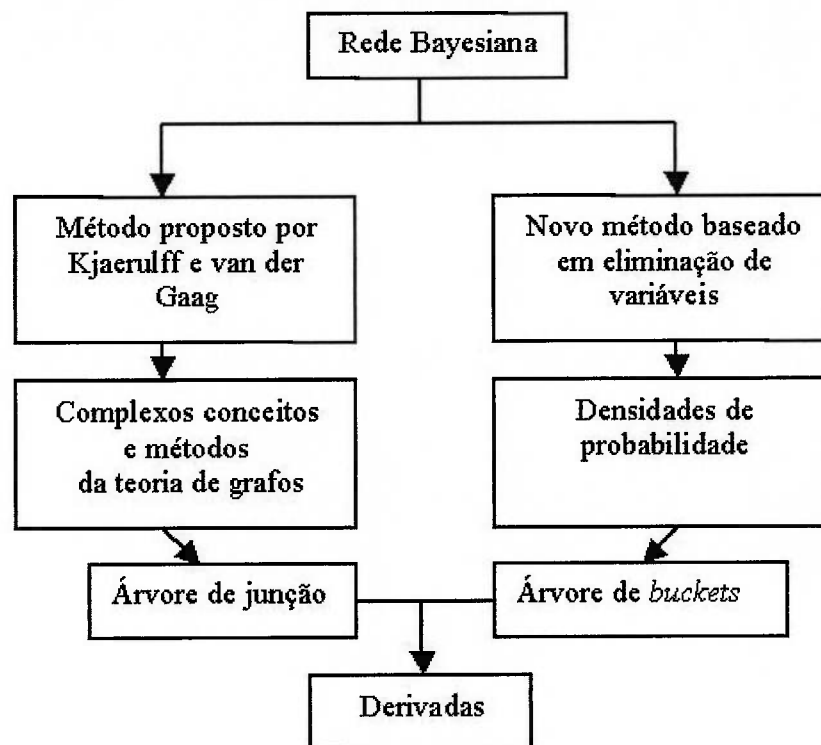 Rede Bayesiana
Método proposto por
Kjaerulff e van der
Gaag
Novo método baseado
em eliminação de
variáveis
Complexos conceitos
e métodos
da teoria de grafos
Densidades de
probabilidade
Árvore de junção
Árvore de buckets
Derivadas